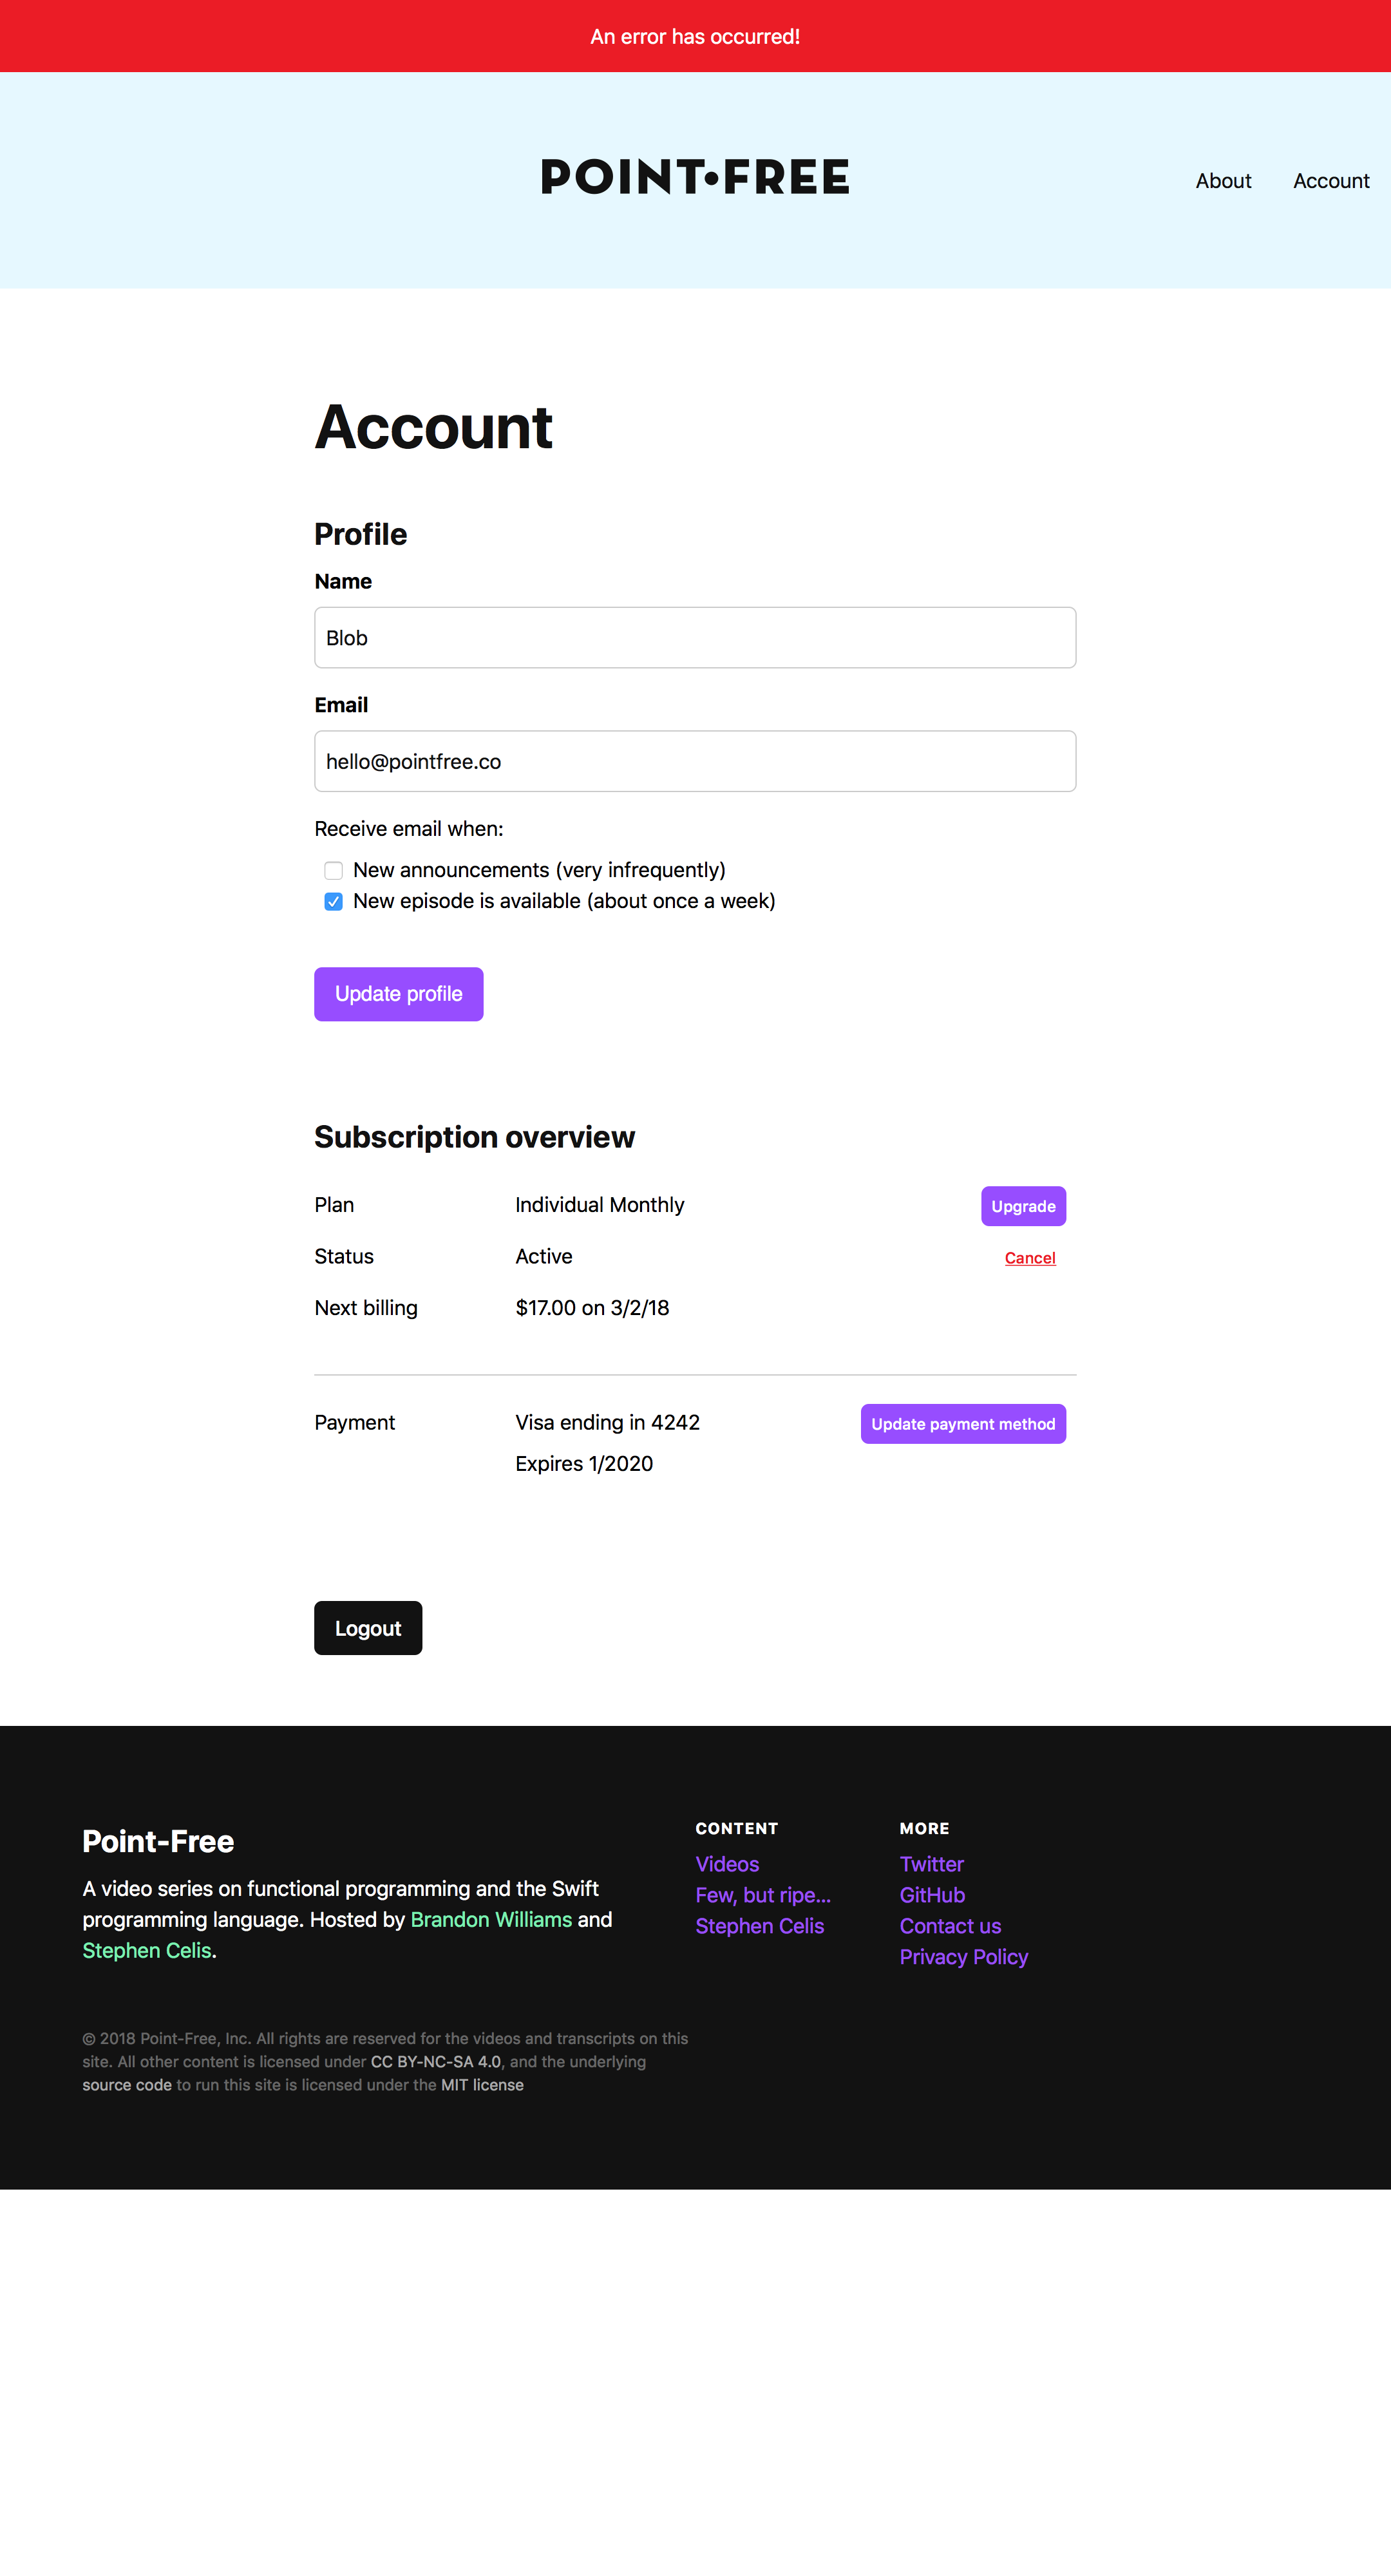 An error has occurred!
POINT•FREE
About Account
Account
Profile
Name
Blob
Email
hello@pointfree.co
Receive email when:
New announcements (very infrequently)
New episode is available (about once a week)
Update profile
Subscription overview
Plan Individual Monthly Upgrade
Status Active Cancel
Next billing $17.00 on 3/2/18
Payment Visa ending in 4242 Update payment method
Expires 1/2020
Logout
Point-Free
A video series on functional programming and the Swift
programming language. Hosted by Brandon Williams and
Stephen Celis.
CONTENT
Videos
Few, but ripe...
Stephen Celis
MORE
Twitter
GitHub
Contact us
Privacy Policy
© 2018 Point-Free, Inc. All rights are reserved for the videos and transcripts on this
site. All other content is licensed under CC BY-NC-SA 4.0, and the underlying
source code to run this site is licensed under the MIT license